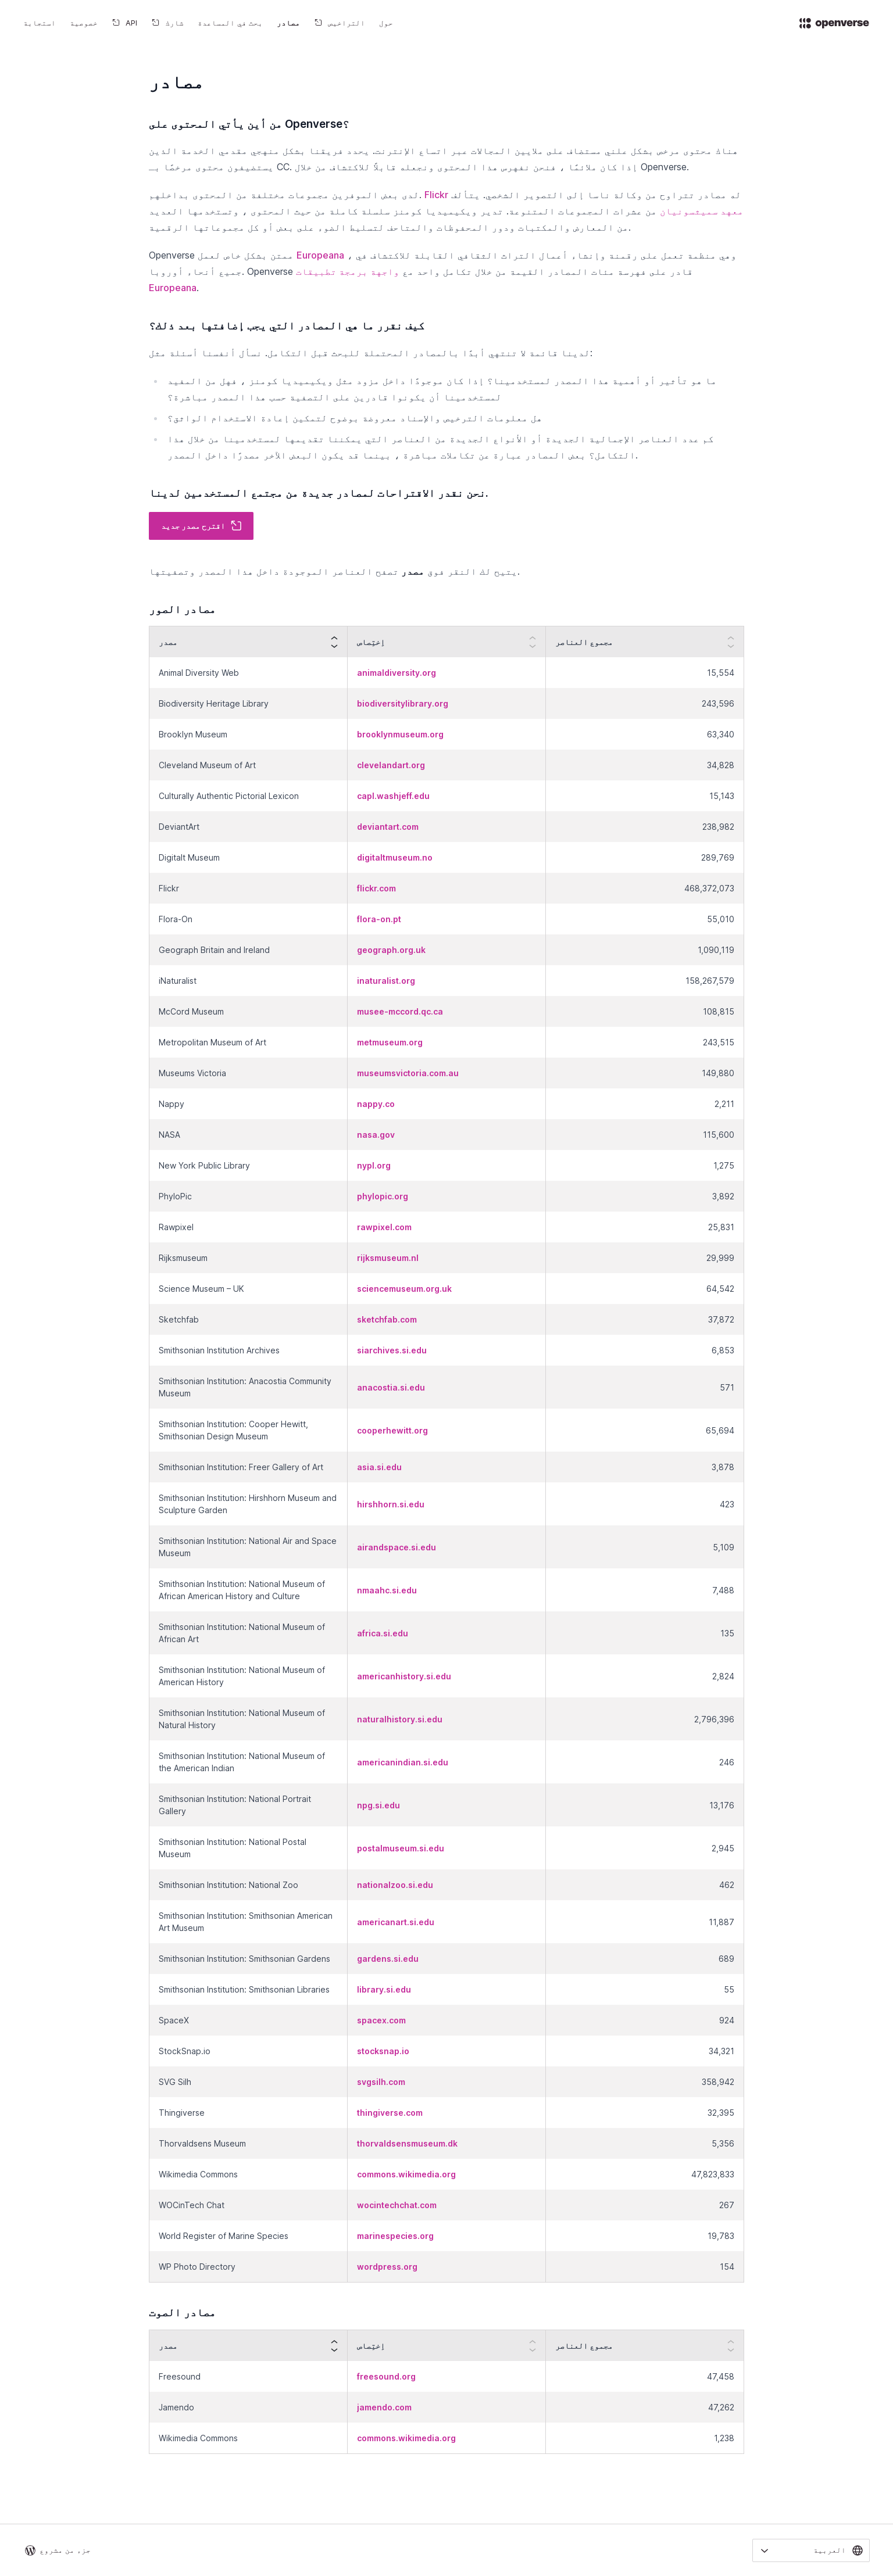 openverse
حول
التراخيص
مصادر
بحث في المساعدة
شارك
API
خصوصية
استجابة
مصادر
من أين يأتي المحتوى على Openverse؟
هناك محتوى مرخص بشكل علني مستضاف على ملايين المجالات عبر اتساع الإنترنت. يحدد فريقنا بشكل منهجي مقدمي الخدمة الذين
يستضيفون محتوى مرخصًا بـ CC. إذا كان ملائمًا ، فنحن نفهرس هذا المحتوى ونجعله قابلاً للاكتشاف من خلال Openverse.
لدى بعض الموفرين مجموعات مختلفة من المحتوى بداخلهم. Flickr له مصادر تتراوح من وكالة ناسا إلى التصوير الشخصي. يتألف
معهد سميثسونيان من عشرات المجموعات المتنوعة. تدير ويكيميديا كومنز سلسلة كاملة من حيث المحتوى ، وتستخدمها العديد
من المعارض والمكتبات ودور المحفوظات والمتاحف لتسليط الضوء على بعض أو كل مجموعاتها الرقمية.
Openverse ممتن بشكل خاص لعمل Europeana ، وهي منظمة تعمل على رقمنة وإنشاء أعمال التراث الثقافي القابلة للاكتشاف في
جميع أنحاء أوروبا. Openverse قادر على فهرسة مئات المصادر القيمة من خلال تكامل واحد مع واجهة برمجة تطبيقات
Europeana.
كيف نقرر ما هي المصادر التي يجب إضافتها بعد ذلك؟
لدينا قائمة لا تنتهي أبدًا بالمصادر المحتملة للبحث قبل التكامل. نسأل أنفسنا أسئلة مثل:
ما هو تأثير أو أهمية هذا المصدر لمستخدمينا؟ إذا كان موجودًا داخل مزود مثل ويكيميديا كومنز ، فهل من المفيد
لمستخدمينا أن يكونوا قادرين على التصفية حسب هذا المصدر مباشرة؟
هل معلومات الترخيص والإسناد معروضة بوضوح لتمكين إعادة الاستخدام الواثق؟
كم عدد العناصر الإجمالية الجديدة أو الأنواع الجديدة من العناصر التي يمكننا تقديمها لمستخدمينا من خلال هذا
التكامل؟ بعض المصادر عبارة عن تكاملات مباشرة ، بينما قد يكون البعض الآخر مصدرًا داخل المصدر.
نحن نقدر الاقتراحات لمصادر جديدة من مجتمع المستخدمين لدينا.
اقترح مصدر جديد
يتيح لك النقر فوق مصدر تصفح العناصر الموجودة داخل هذا المصدر وتصفيتها.
مصادر الصور
مصدر إختِصاص مجموع العناصر
Animal Diversity Web animaldiversity.org 15,554
Biodiversity Heritage Library biodiversitylibrary.org 243,596
Brooklyn Museum brooklynmuseum.org 63,340
Cleveland Museum of Art clevelandart.org 34,828
Culturally Authentic Pictorial Lexicon capl.washjeff.edu 15,143
DeviantArt deviantart.com 238,982
Digitalt Museum digitaltmuseum.no 289,769
Flickr flickr.com 468,372,073
Flora-On flora-on.pt 55,010
Geograph Britain and Ireland geograph.org.uk 1,090,119
iNaturalist inaturalist.org 158,267,579
McCord Museum musee-mccord.qc.ca 108,815
Metropolitan Museum of Art metmuseum.org 243,515
Museums Victoria museumsvictoria.com.au 149,880
Nappy nappy.co 2,211
NASA nasa.gov 115,600
New York Public Library nypl.org 1,275
PhyloPic phylopic.org 3,892
Rawpixel rawpixel.com 25,831
Rijksmuseum rijksmuseum.nl 29,999
Science Museum – UK sciencemuseum.org.uk 64,542
Sketchfab sketchfab.com 37,872
Smithsonian Institution Archives siarchives.si.edu 6,853
Smithsonian Institution: Anacostia Community
Museum anacostia.si.edu 571
Smithsonian Institution: Cooper Hewitt,
Smithsonian Design Museum cooperhewitt.org 65,694
Smithsonian Institution: Freer Gallery of Art asia.si.edu 3,878
Smithsonian Institution: Hirshhorn Museum and
Sculpture Garden hirshhorn.si.edu 423
Smithsonian Institution: National Air and Space
Museum airandspace.si.edu 5,109
Smithsonian Institution: National Museum of
African American History and Culture nmaahc.si.edu 7,488
Smithsonian Institution: National Museum of
African Art africa.si.edu 135
Smithsonian Institution: National Museum of
American History americanhistory.si.edu 2,824
Smithsonian Institution: National Museum of
Natural History naturalhistory.si.edu 2,796,396
Smithsonian Institution: National Museum of
the American Indian americanindian.si.edu 246
Smithsonian Institution: National Portrait
Gallery npg.si.edu 13,176
Smithsonian Institution: National Postal
Museum postalmuseum.si.edu 2,945
Smithsonian Institution: National Zoo nationalzoo.si.edu 462
Smithsonian Institution: Smithsonian American
Art Museum americanart.si.edu 11,887
Smithsonian Institution: Smithsonian Gardens gardens.si.edu 689
Smithsonian Institution: Smithsonian Libraries library.si.edu 55
SpaceX spacex.com 924
StockSnap.io stocksnap.io 34,321
SVG Silh svgsilh.com 358,942
Thingiverse thingiverse.com 32,395
Thorvaldsens Museum thorvaldsensmuseum.dk 5,356
Wikimedia Commons commons.wikimedia.org 47,823,833
WOCinTech Chat wocintechchat.com 267
World Register of Marine Species marinespecies.org 19,783
WP Photo Directory wordpress.org 154
مصادر الصوت
مصدر إختِصاص مجموع العناصر
Freesound freesound.org 47,458
Jamendo jamendo.com 47,262
Wikimedia Commons commons.wikimedia.org 1,238
العربية
جزء من مشروع